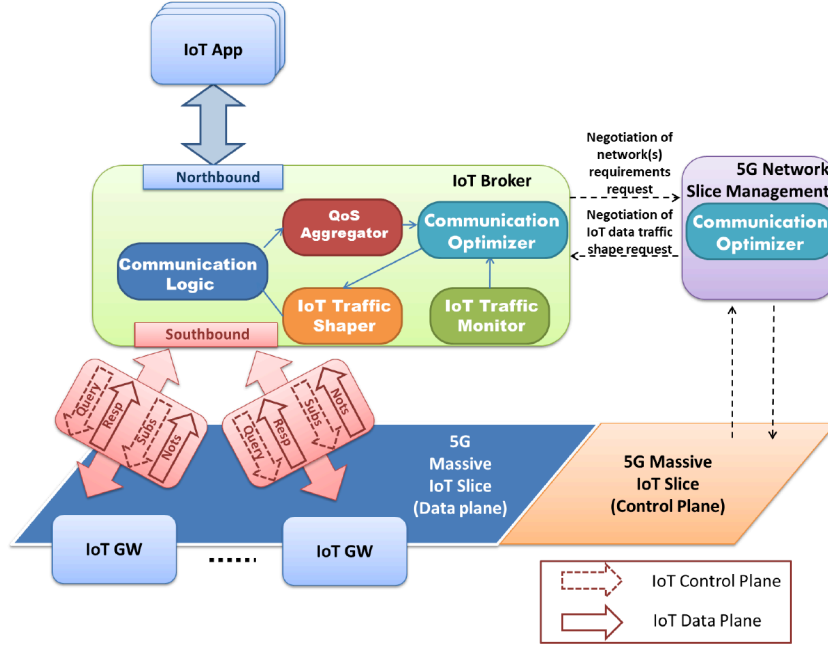 IoT App
Northbound
IoT Broker
QoS
Aggregator
Communication
Optimizer
Communication
Logic
IoT Traffic
Shaper
IoT Traffic
Monitor
Southbound
Negotiation of
network(s)
requirements
request
Negotiation of
IoT data traffic
shape request
5G Network
Slice Management
Communication
Optimizer
Query
Resp
Subs
Nots
Query
Resp
Subs
Nots
5G
Massive
IoT Slice
(Data plane)
5G Massive
IoT Slice
(Control Plane)
IoT GW
IoT GW
IoT Control Plane
IoT Data Plane